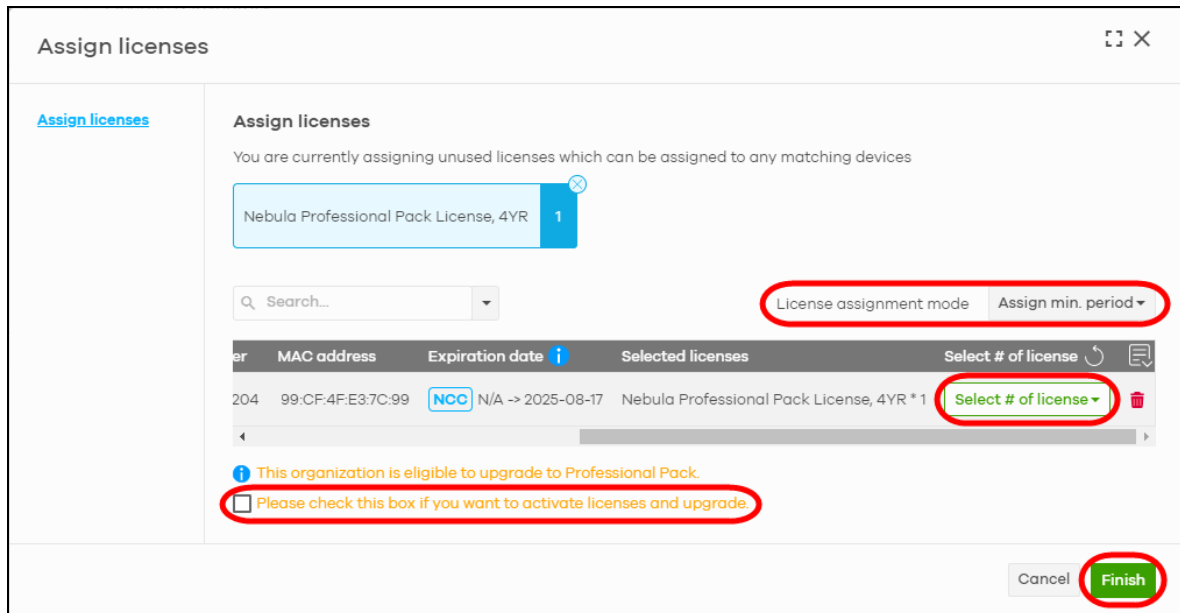 Assign licenses
Assign licenses
Assign licenses
You are currently assigning unused licenses which can be assigned to any matching devices
Nebula Professional Pack License, 4YR 1
Search...
License assignment mode Assign min. period
er MAC address Expiration date i Selected licenses Select # of license
204 99:CF:4F:E3:7C:99 NCC N/A -> 2025-08-17 Nebula Professional Pack License, 4YR * 1 Select # of license
i This organization is eligible to upgrade to Professional Pack.
Please check this box if you want to activate licenses and upgrade.
Cancel Finish